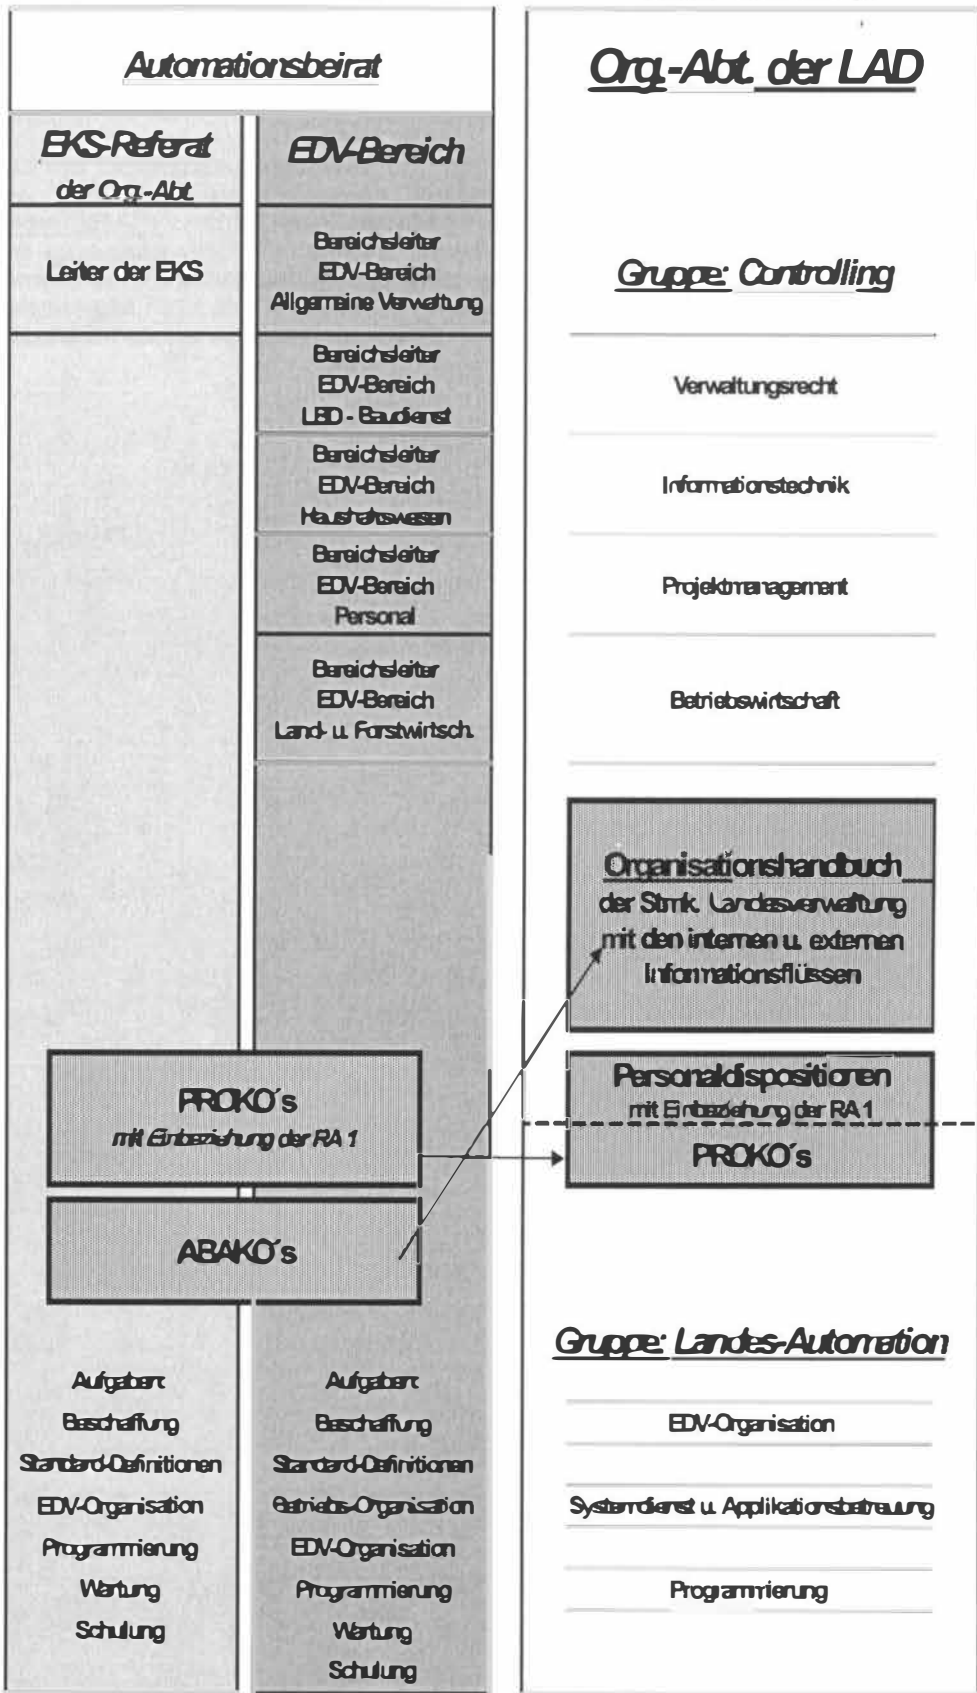 Automationsbeirat
EKS-Referat
der Org.-Abt.
Leiter der EKS
EDV-Bereich
Bereichsleiter
EDV-Bereich
Allgemeine Verwaltung
Bereichsleiter
EDV-Bereich
LBD - Baudienst
Bereichsleiter
EDV-Bereich
Haushaltswesen
Bereichsleiter
EDV-Bereich
Personal
Bereichsleiter
EDV-Bereich
Land- u. Forstwirtsch.
PROKO´s
mit Einbeziehung der RA 1
ABAKO´s
Aufgaben:
Beschaffung
Standard-Definitionen
EDV-Organisation
Programmierung
Wartung
Schulung
Aufgaben:
Beschaffung
Standard-Definitionen
Betriebs-Organisation
EDV-Organisation
Programmierung
Wartung
Schulung
Org.-Abt. der LAD
Gruppe: Controlling
Verwaltungsrecht
Informationstechnik
Projektmanagement
Betriebswirtschaft
Organisationshandbuch
der Stmk. Landesverwaltung
mit den internen u. externen
Informationsflüssen
Personaldispositionen
mit Einbeziehung der RA 1
PROKO´s
Gruppe: Landes-Automation
EDV-Organisation
Systemdienst u. Applikationsbetreuung
Programmierung